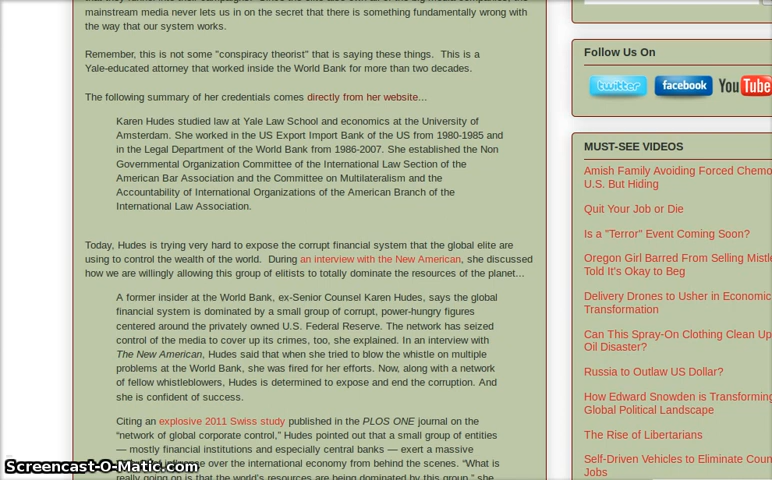 mainstream media never lets us in on the secret that there is something fundamentally wrong with
the way that our system works.
Remember, this is not some "conspiracy theorist" that is saying these things.  This is a
Yale-educated attorney that worked inside the World Bank for more than two decades.
The following summary of her credentials comes directly from her website...
Karen Hudes studied law at Yale Law School and economics at the University of
Amsterdam. She worked in the US Export Import Bank of the US from 1980-1985 and
in the Legal Department of the World Bank from 1986-2007. She established the Non
Governmental Organization Committee of the International Law Section of the
American Bar Association and the Committee on Multilateralism and the
Accountability of International Organizations of the American Branch of the
International Law Association.
Today, Hudes is trying very hard to expose the corrupt financial system that the global elite are
using to control the wealth of the world.  During an interview with the New American, she discussed
how we are willingly allowing this group of elitists to totally dominate the resources of the planet...
A former insider at the World Bank, ex-Senior Counsel Karen Hudes, says the global
financial system is dominated by a small group of corrupt, power-hungry figures
centered around the privately owned U.S. Federal Reserve. The network has seized
control of the media to cover up its crimes, too, she explained. In an interview with
The New American, Hudes said that when she tried to blow the whistle on multiple
problems at the World Bank, she was fired for her efforts. Now, along with a network
of fellow whistleblowers, Hudes is determined to expose and end the corruption. And
she is confident of success.
Citing an explosive 2011 Swiss study published in the PLOS ONE journal on the
“network of global corporate control,” Hudes pointed out that a small group of entities
— mostly financial institutions and especially central banks — exert a massive
over the international economy from behind the scenes. “What is
really going on is that the world's resources are being dominated by this group,” she
Follow Us On
twitter facebook YouTube
MUST-SEE VIDEOS
Amish Family Avoiding Forced Chemo
U.S. But Hiding
Quit Your Job or Die
Is a "Terror" Event Coming Soon?
Oregon Girl Barred From Selling Mistle
Told It's Okay to Beg
Delivery Drones to Usher in Economic
Transformation
Can This Spray-On Clothing Clean Up
Oil Disaster?
Russia to Outlaw US Dollar?
How Edward Snowden is Transforming
Global Political Landscape
The Rise of Libertarians
Self-Driven Vehicles to Eliminate Coun
Jobs
Screencast-O-Matic.com